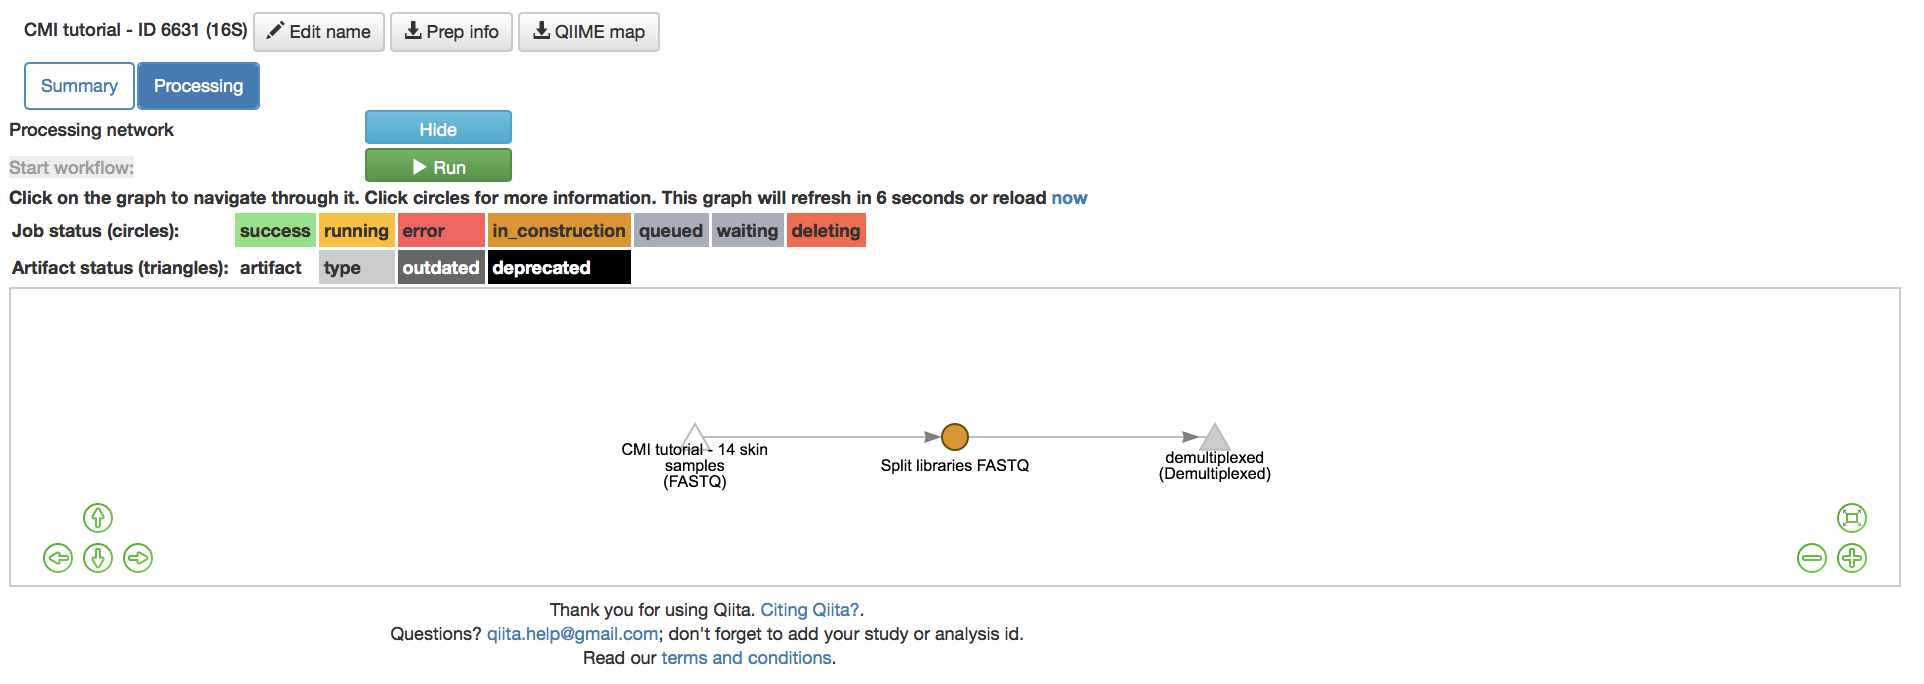 CMI tutorial - ID 6631 (16S) Edit name Prep info QIIME map
Summary Processing
Processing network Hide
Start workflow: Run
Click on the graph to navigate through it. Click circles for more information. This graph will refresh in 6 seconds or reload now
Job status (circles): success running error in_construction queued waiting deleting
Artifact status (triangles): artifact type outdated deprecated
CMI tutorial - 14 skin
samples
(FASTQ)
Split libraries FASTQ
demultiplexed
(Demultiplexed)
Thank you for using Qiita. Citing Qiita?.
Questions? qiita.help@gmail.com; don't forget to add your study or analysis id.
Read our terms and conditions.